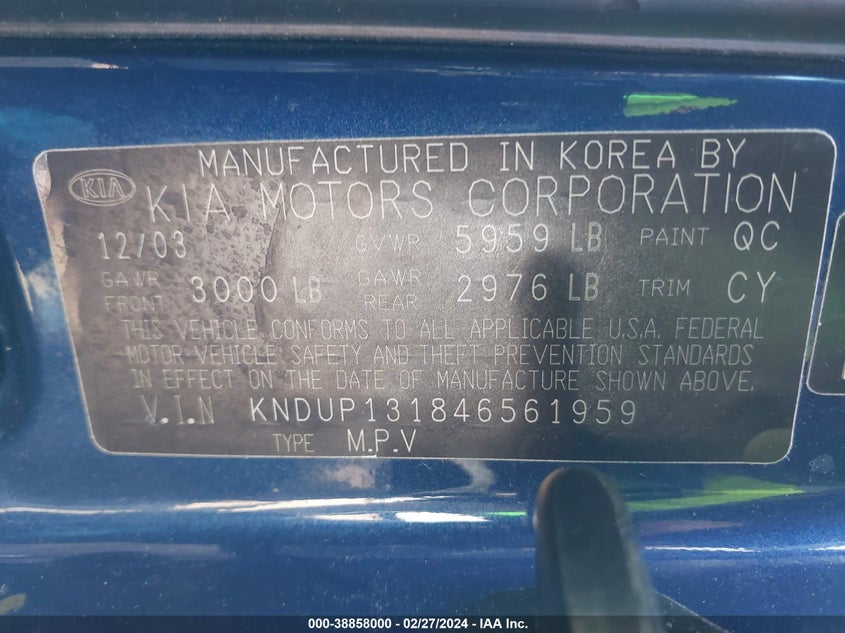 MANUFACTURED IN KOREA BY
KIA KIA MOTORS CORPORATION
12/03 GVWR 5959 LB PAINT QC
GAWR FRONT 3000 LB GAWR REAR 2976 LB TRIM CY
THIS VEHICLE CONFORMS TO ALL APPLICABLE U.S.A. FEDERAL
MOTOR VEHICLE SAFETY AND THEFT PREVENTION STANDARDS
IN EFFECT ON THE DATE OF MANUFACTURE SHOWN ABOVE.
V.I.N KNDUP131846561959
TYPE M.P.V
000-38858000 - 02/27/2024 - IAA Inc.